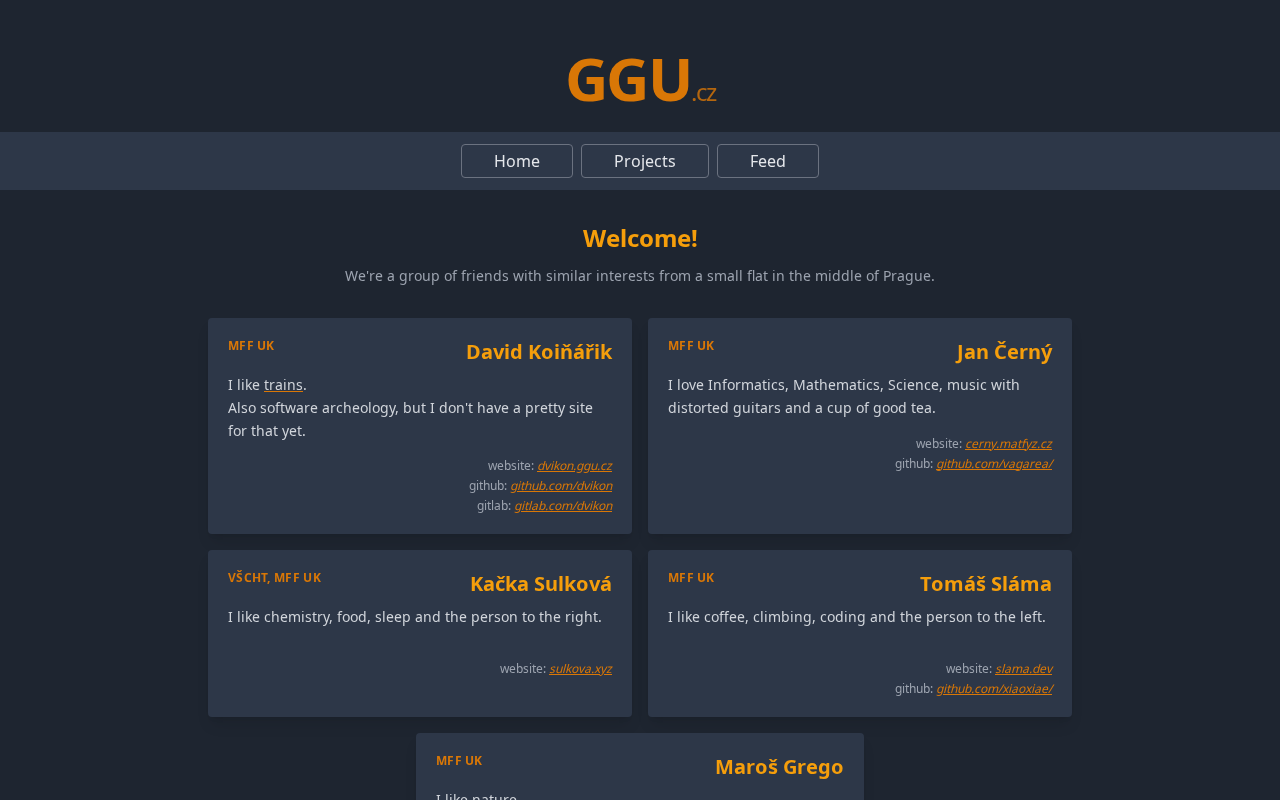 GGU.cz
Home
Projects
Feed
Welcome!
We're a group of friends with similar interests from a small flat in the middle of Prague.
MFF UK
David Koiňářik
I like trains.
Also software archeology, but I don't have a pretty site
for that yet.
website: dvikon.ggu.cz
github: github.com/dvikon
gitlab: gitlab.com/dvikon
MFF UK
Jan Černý
I love Informatics, Mathematics, Science, music with
distorted guitars and a cup of good tea.
website: cerny.matfyz.cz
github: github.com/vagarea/
VŠCHT, MFF UK
Kačka Sulková
I like chemistry, food, sleep and the person to the right.
website: sulkova.xyz
MFF UK
Tomáš Sláma
I like coffee, climbing, coding and the person to the left.
website: slama.dev
github: github.com/xiaoxiae/
MFF UK
Maroš Grego
I like nature